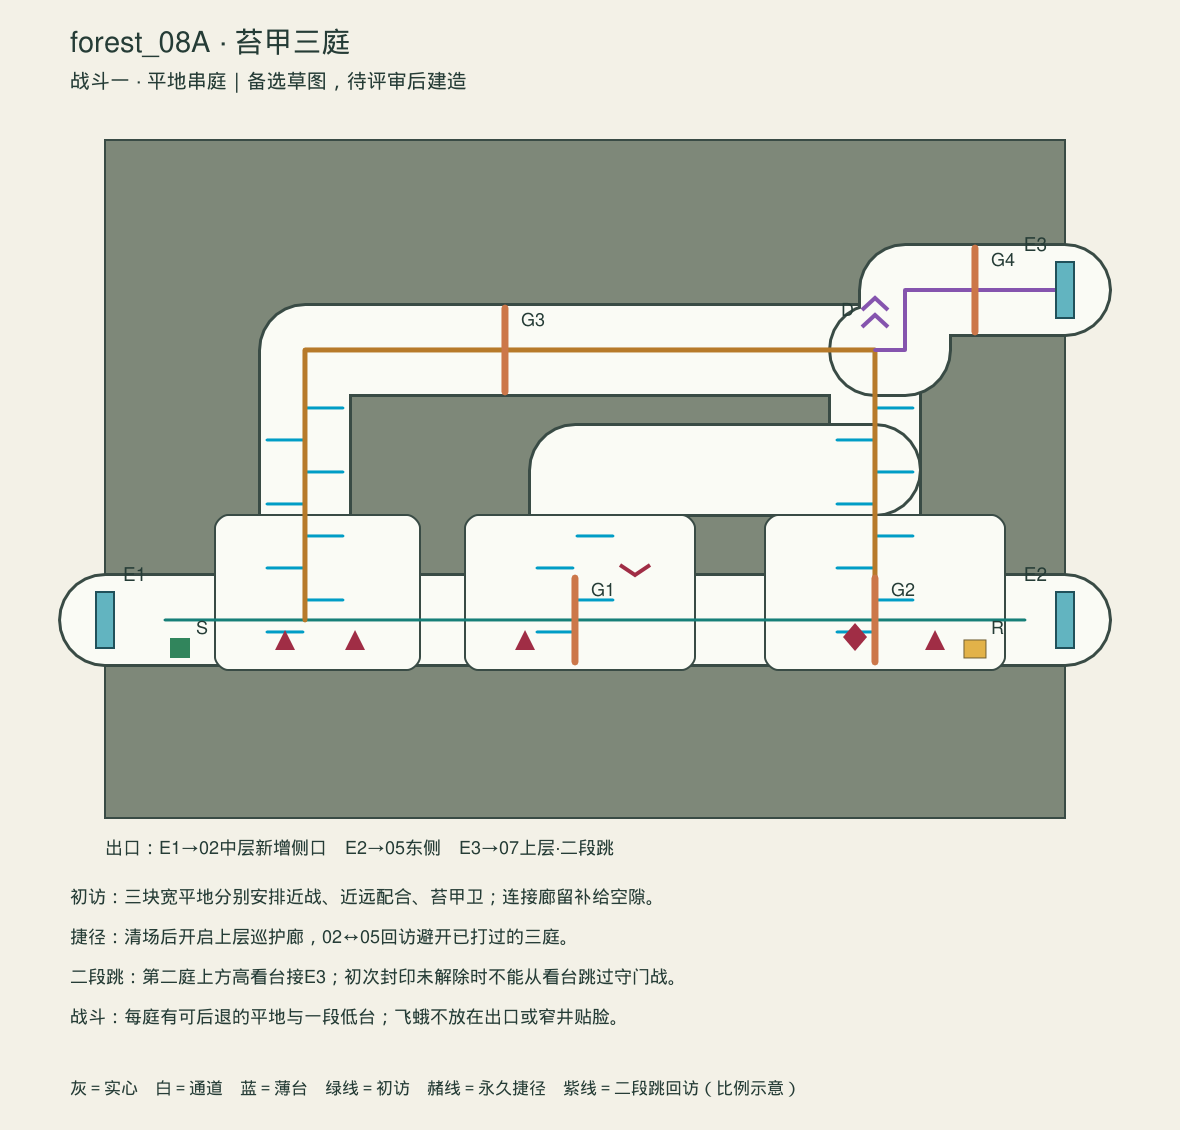 forest_08A · 苔甲三庭
战斗一 · 平地串庭｜备选草图，待评审后建造
E3
G4
D
G3
E1
G1
G2
E2
S
R
出口：E1→02中层新增侧口 E2→05东侧 E3→07上层·二段跳
初访：三块宽平地分别安排近战、近远配合、苔甲卫；连接廊留补给空隙。
捷径：清场后开启上层巡护廊，02↔05回访避开已打过的三庭。
二段跳：第二庭上方高看台接E3；初次封印未解除时不能从看台跳过守门战。
战斗：每庭有可后退的平地与一段低台；飞蛾不放在出口或窄井贴脸。
灰＝实心 白＝通道 蓝＝薄台 绿线＝初访 赭线＝永久捷径 紫线＝二段跳回访（比例示意）